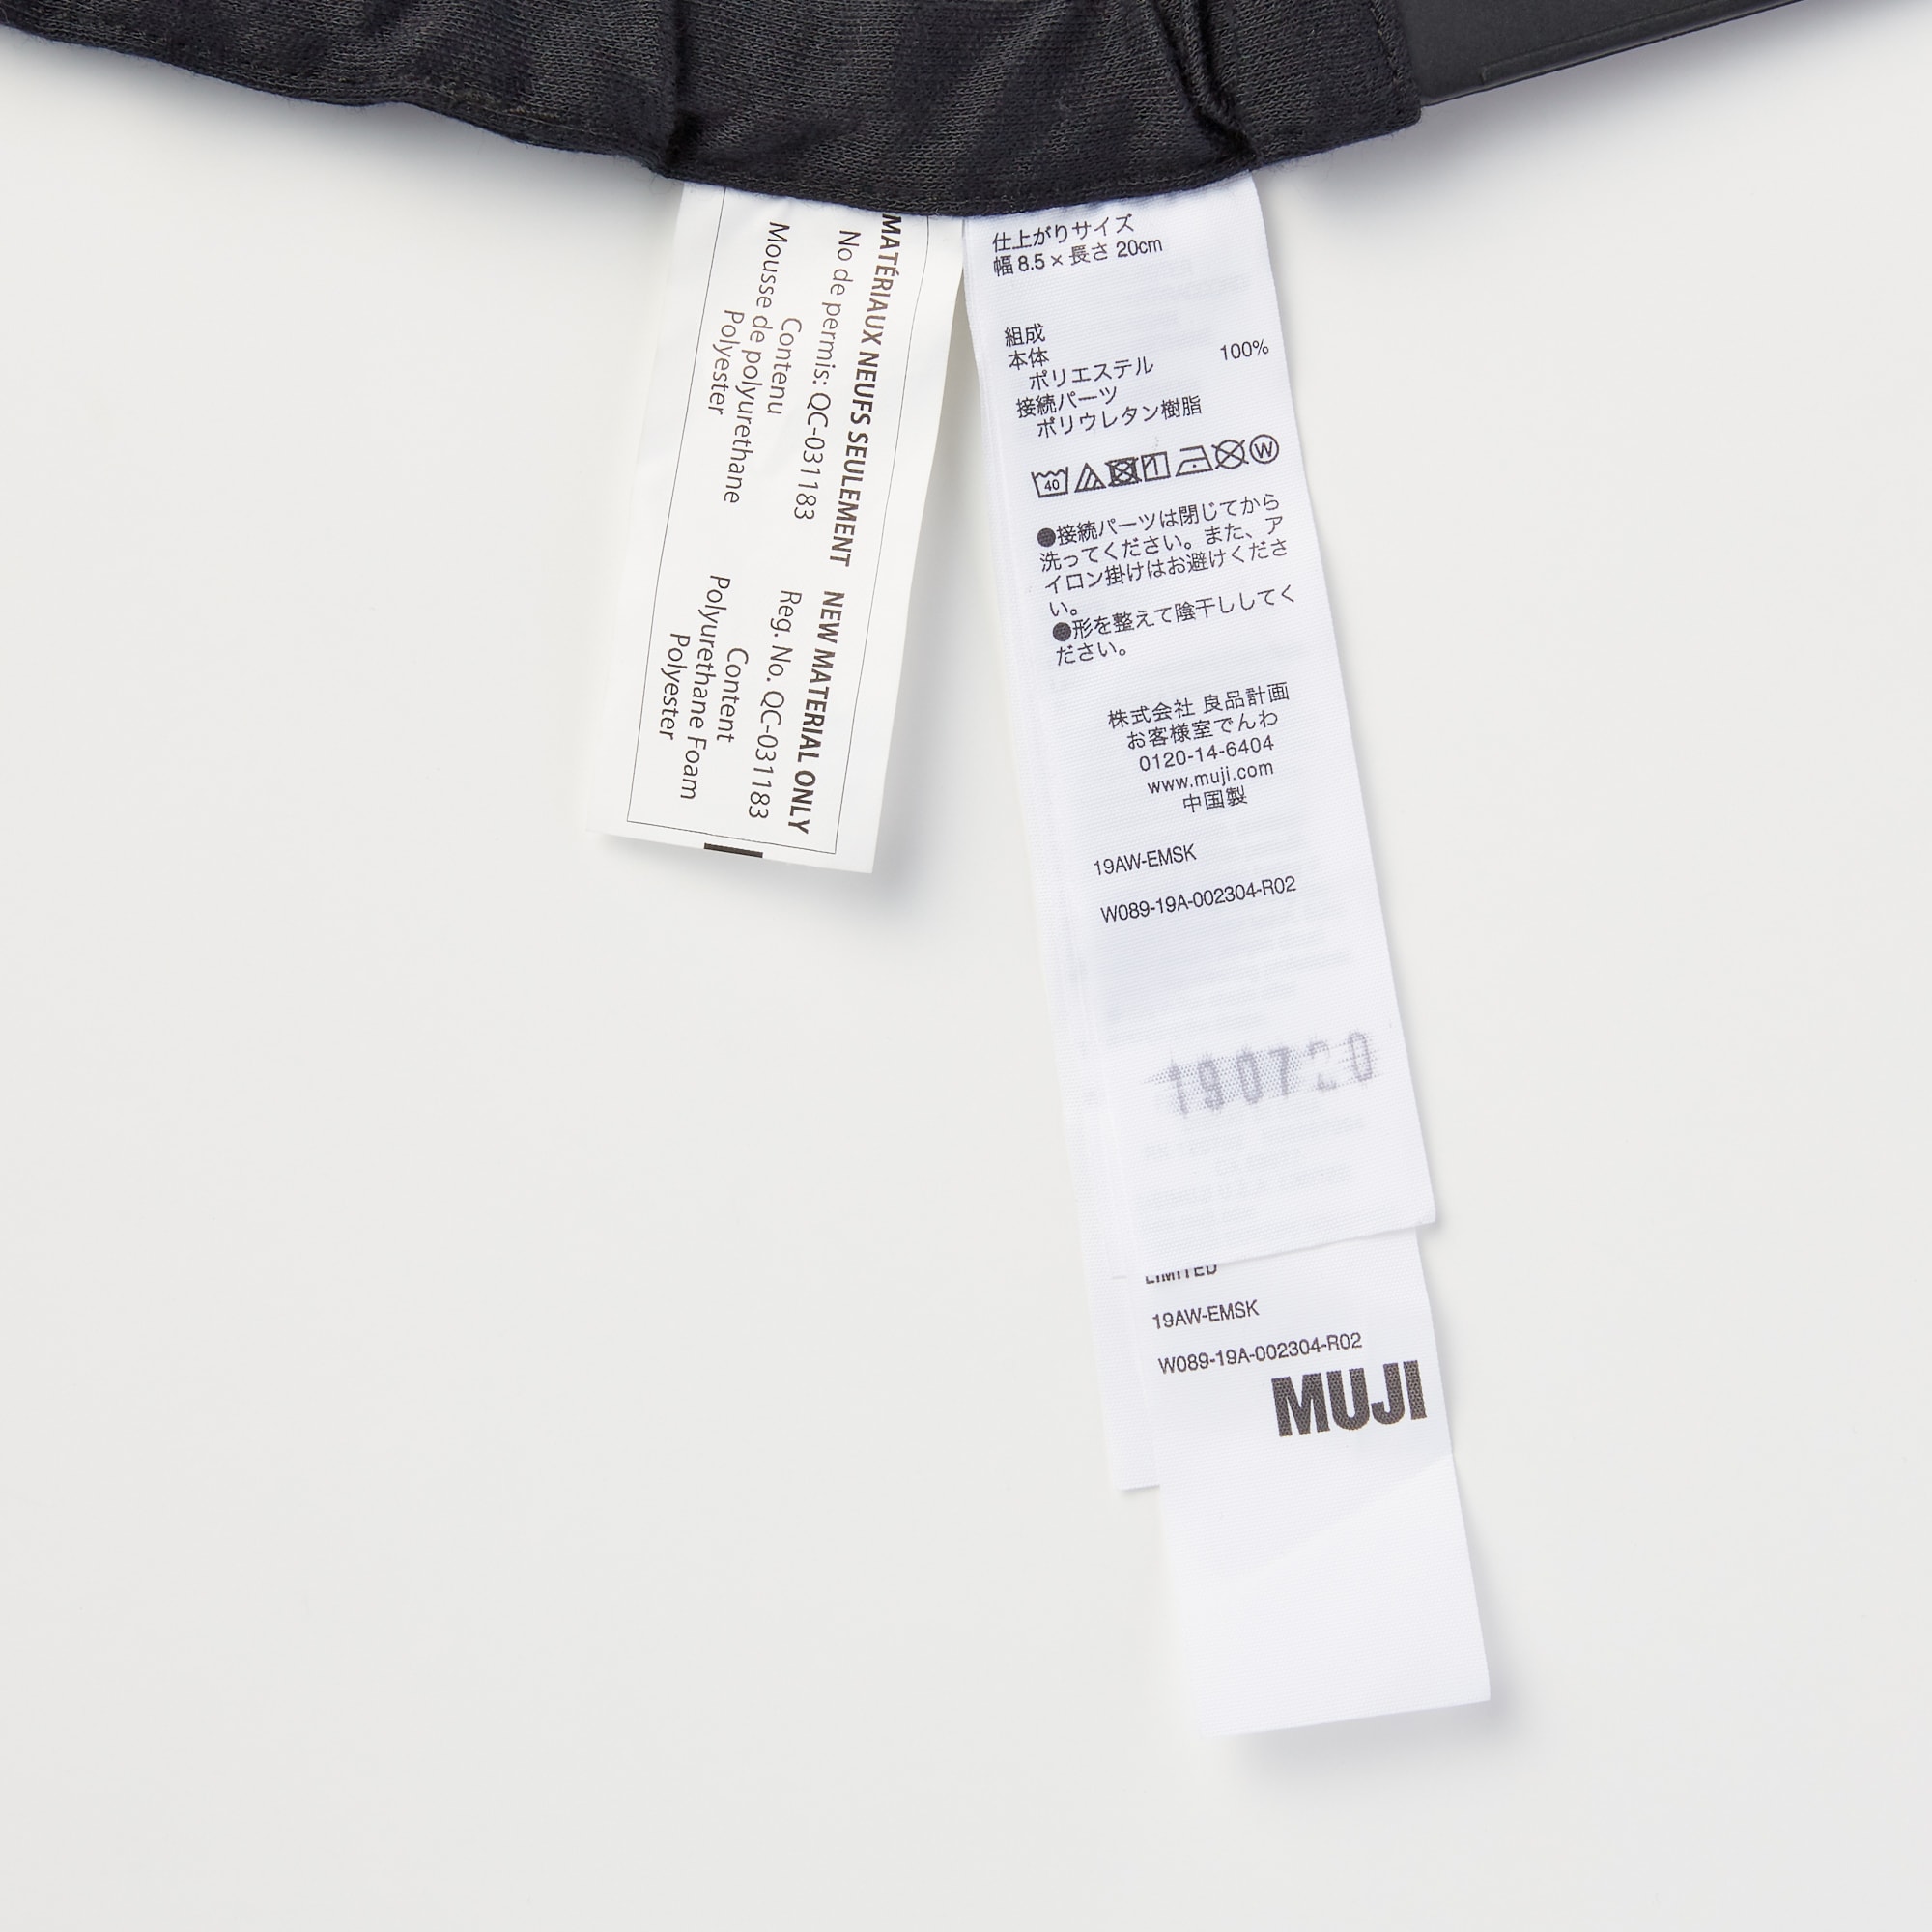 MATÉRIAUX NEUFS SEULEMENT
No de permis: QC-031183
Contenu
Mousse de polyurethane
Polyester
NEW MATERIAL ONLY
Reg. No. QC-031183
Content
Polyurethane Foam
Polyester
仕上がりサイズ
幅 8.5 × 長さ 20cm
組成
本体
ポリエステル 100%
接続パーツ
ポリウレタン樹脂
40 W
●接続パーツは閉じてから
洗ってください。また、ア
イロン掛けはお避けくださ
い。
●形を整えて陰干ししてく
ださい。
株式会社 良品計画
お客様室でんわ
0120-14-6404
www.muji.com
中国製
19AW-EMSK
W089-19A-002304-R02
190720
LIMITED
19AW-EMSK
W089-19A-002304-R02
MUJI